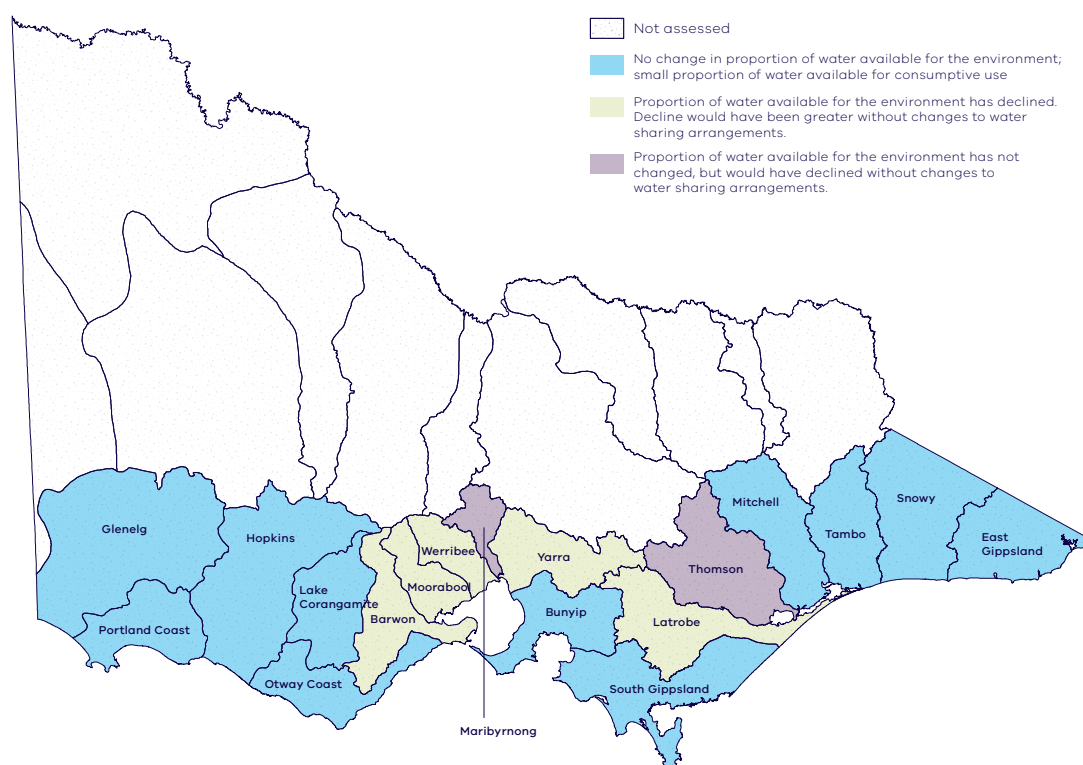 Not assessed
No change in proportion of water available for the environment;
small proportion of water available for consumptive use
Proportion of water available for the environment has declined.
Decline would have been greater without changes to water
sharing arrangements.
Proportion of water available for the environment has not
changed, but would have declined without changes to
water sharing arrangements.
Glenelg
Hopkins
Portland Coast
Lake
Corangamite
Otway Coast
Barwon
Moorabool
Werribee
Maribyrnong
Yarra
Bunyip
South Gippsland
Latrobe
Thomson
Mitchell
Tambo
Snowy
East
Gippsland